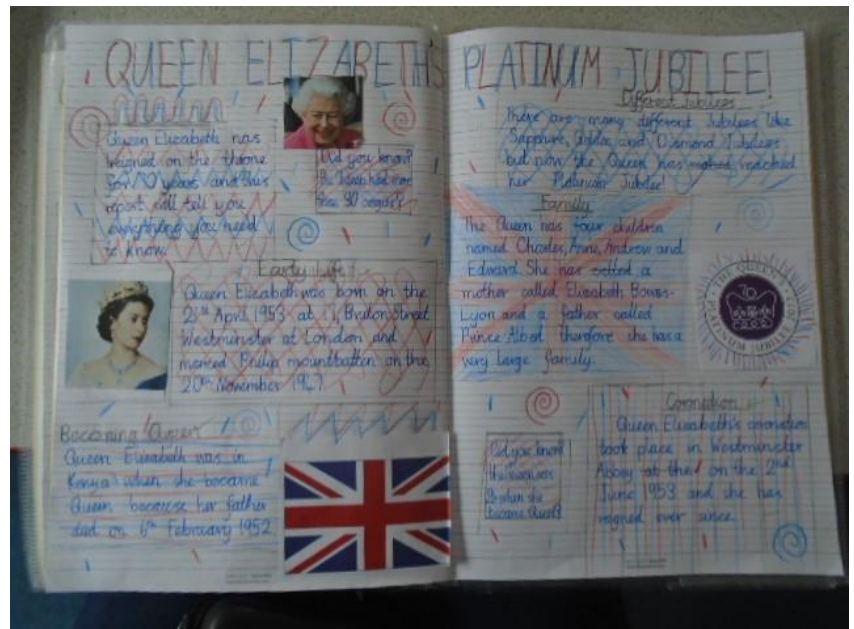 QUEEN ELIZABETH'S PLATINUM JUBILEE!
Queen Elizabeth has
reigned on the throne
for 70 years and this
report will tell you
everything you need
to know.
Did you know?
The Queen had over
30 corgis!
Early Life
Queen Elizabeth was born on the
21st April 1953 at 17, Bruton Street
Westminster at London and
married Philip mountbatten on the
20th November 1947.
Becoming Queen
Queen Elizabeth was in
Kenya when she became
Queen because her father
died on 6th February 1952
Different Jubilees
There are many different Jubilees like
Sapphire, Golden and Diamond Jubilees
but now the Queen has reached
her Platinum Jubilee!
Family
The Queen has four children
named Charles, Anne, Andrew and
Edward. She has a
mother called Elizabeth Bowes-
Lyon and a father called
Prince Albert therefore she has a
very large family.
THE QUEEN'S
PLATINUM JUBILEE
70
Did you know?
the Queen was
when she
became Queen?
Coronation
Queen Elizabeth's coronation
took place in Westminster
Abbey at the on the 2nd
June 1953 and she has
reigned ever since.